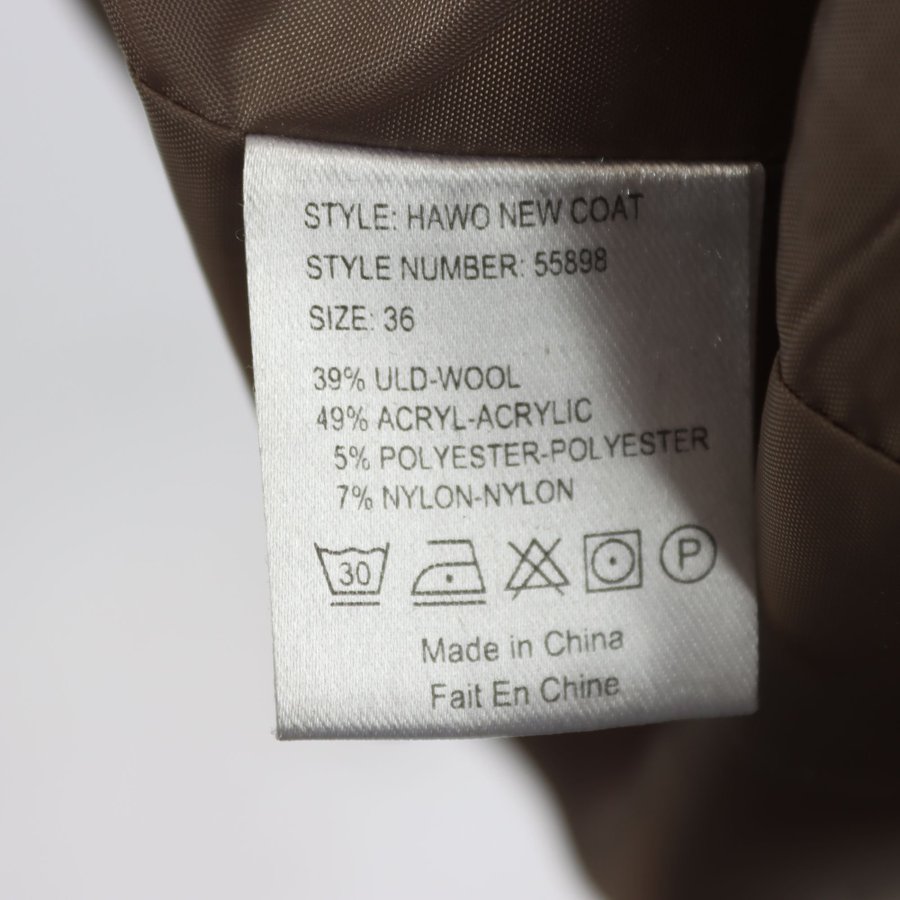 STYLE: HAWO NEW COAT
STYLE NUMBER: 55898
SIZE: 36
39% ULD-WOOL
49% ACRYL-ACRYLIC
5% POLYESTER-POLYESTER
7% NYLON-NYLON
30 P
Made in China
Fait En Chine